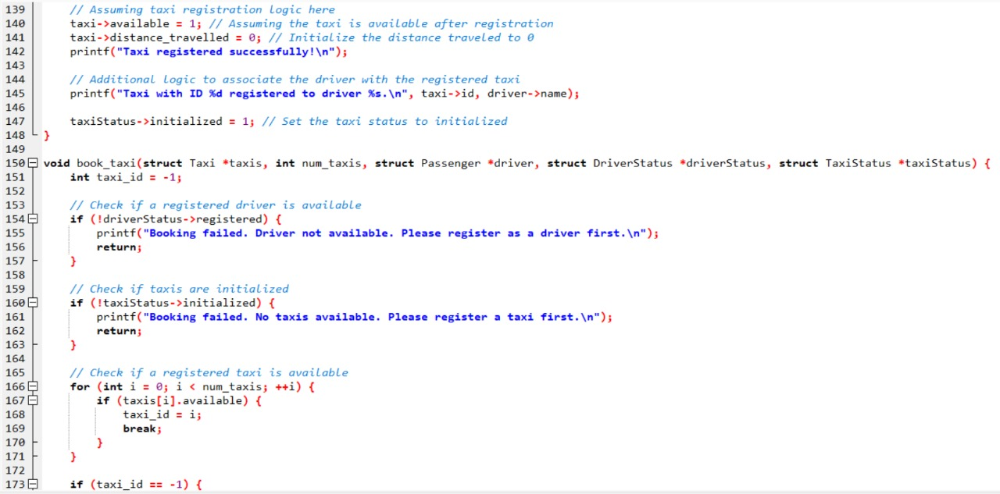 139 // Assuming taxi registration logic here
140 taxi->available = 1; // Assuming the taxi is available after registration
141 taxi->distance_travelled = 0; // Initialize the distance traveled to 0
142 printf("Taxi registered successfully!\n");
143
144 // Additional logic to associate the driver with the registered taxi
145 printf("Taxi with ID %d registered to driver %s.\n", taxi->id, driver->name);
146
147 taxiStatus->initialized = 1; // Set the taxi status to initialized
148 }
149
150 void book_taxi(struct Taxi *taxis, int num_taxis, struct Passenger *driver, struct DriverStatus *driverStatus, struct TaxiStatus *taxiStatus) {
151 int taxi_id = -1;
152
153 // Check if a registered driver is available
154 if (!driverStatus->registered) {
155 printf("Booking failed. Driver not available. Please register as a driver first.\n");
156 return;
157 }
158
159 // Check if taxis are initialized
160 if (!taxiStatus->initialized) {
161 printf("Booking failed. No taxis available. Please register a taxi first.\n");
162 return;
163 }
164
165 // Check if a registered taxi is available
166 for (int i = 0; i < num_taxis; ++i) {
167 if (taxis[i].available) {
168 taxi_id = i;
169 break;
170 }
171 }
172
173 if (taxi_id == -1) {